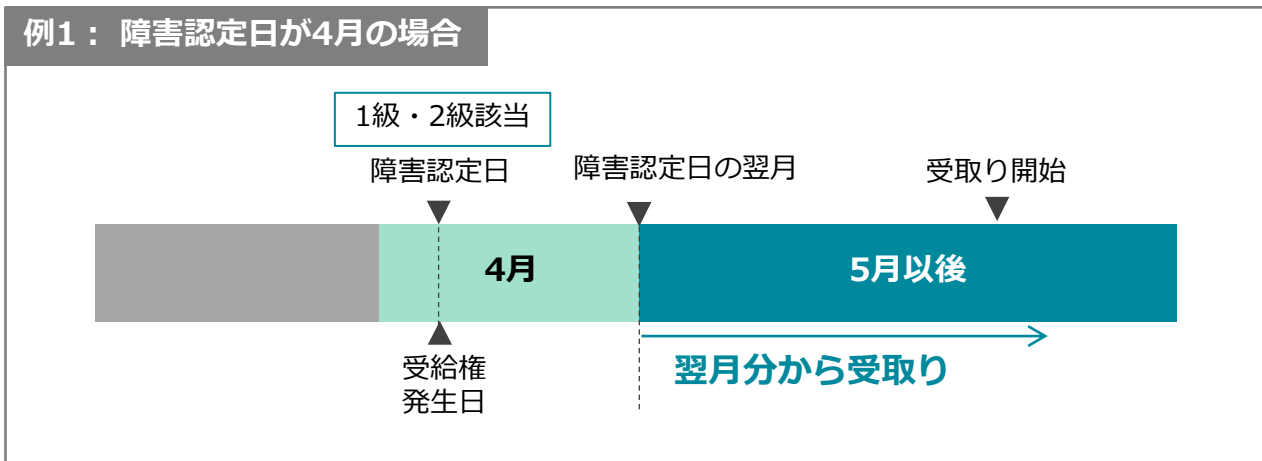 例1： 障害認定日が4月の場合
1級・2級該当
障害認定日
障害認定日の翌月
受取り開始
4月
5月以後
受給権
発生日
翌月分から受取り